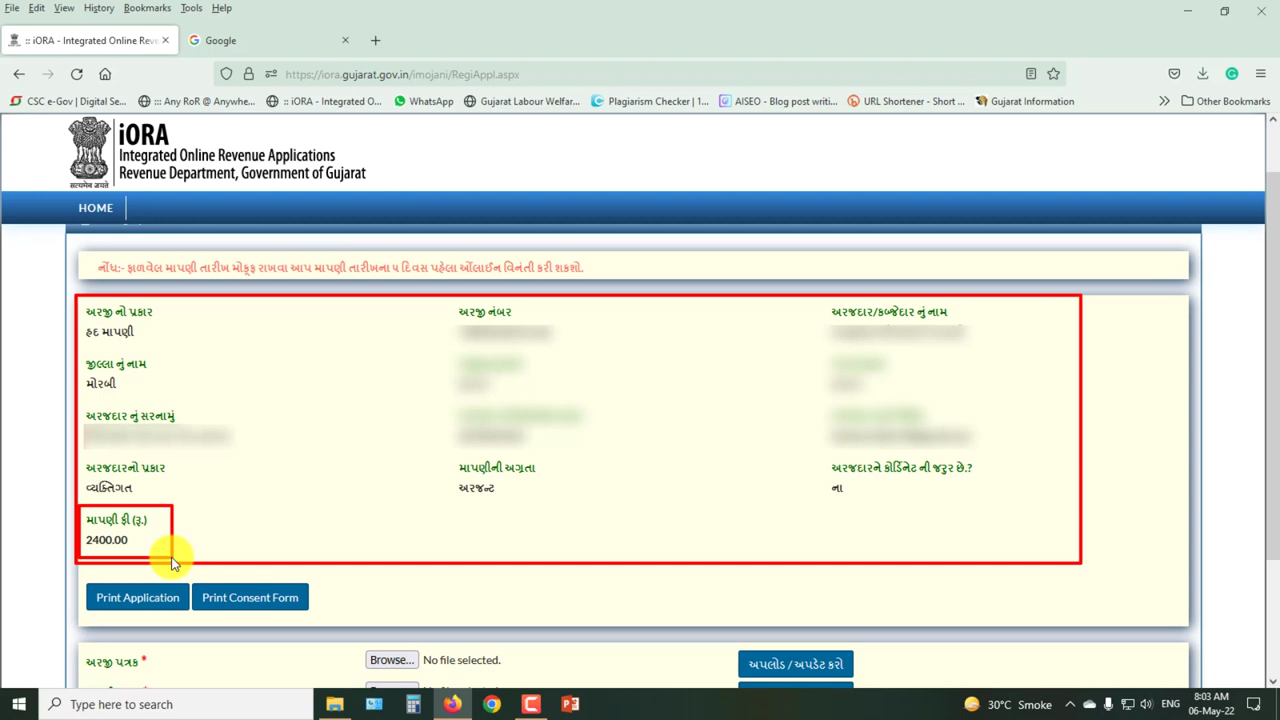 File Edit View History Bookmarks Tools Help
:: iORA - Integrated Online Reve
Google
https://iora.gujarat.gov.in/imojani/RegiAppl.aspx
CSC e-Gov | Digital Se... ::: Any RoR @ Anywhe... :: iORA - Integrated O... WhatsApp Gujarat Labour Welfar... Plagiarism Checker | 1... AISEO - Blog post writi... URL Shortener - Short ... Gujarat Information Other Bookmarks
iORA
Integrated Online Revenue Applications
Revenue Department, Government of Gujarat
सत्यमेव जयते
HOME
નોંધ:- ફાળવેલ માપણી તારીખ મોકૂફ રાખવા આપ માપણી તારીખના ૫ દિવસ પહેલા ઓંલાઈન વિનંતી કરી શકશો.
અરજી નો પ્રકાર અરજી નંબર અરજદાર/કબ્જેદાર નું નામ
હદ માપણી
જીલ્લા નું નામ
મોરબી
અરજદાર નું સરનામું
અરજદારનો પ્રકાર માપણીની અગ્રતા અરજદારને કોર્ડિનેટ ની જરુર છે.?
વ્યક્તિગત અરજન્ટ ના
માપણી ફી (રૂ.)
2400.00
Print Application Print Consent Form
અરજી પત્રક * Browse... No file selected. અપલોડ / અપડેટ કરો
Type here to search 30°C Smoke ENG 8:03 AM
06-May-22